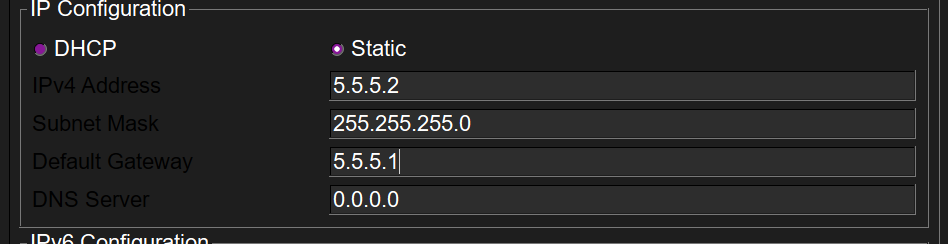 IP Configuration
DHCP Static
IPv4 Address 5.5.5.2
Subnet Mask 255.255.255.0
Default Gateway 5.5.5.1
DNS Server 0.0.0.0
IPv6 Configuration